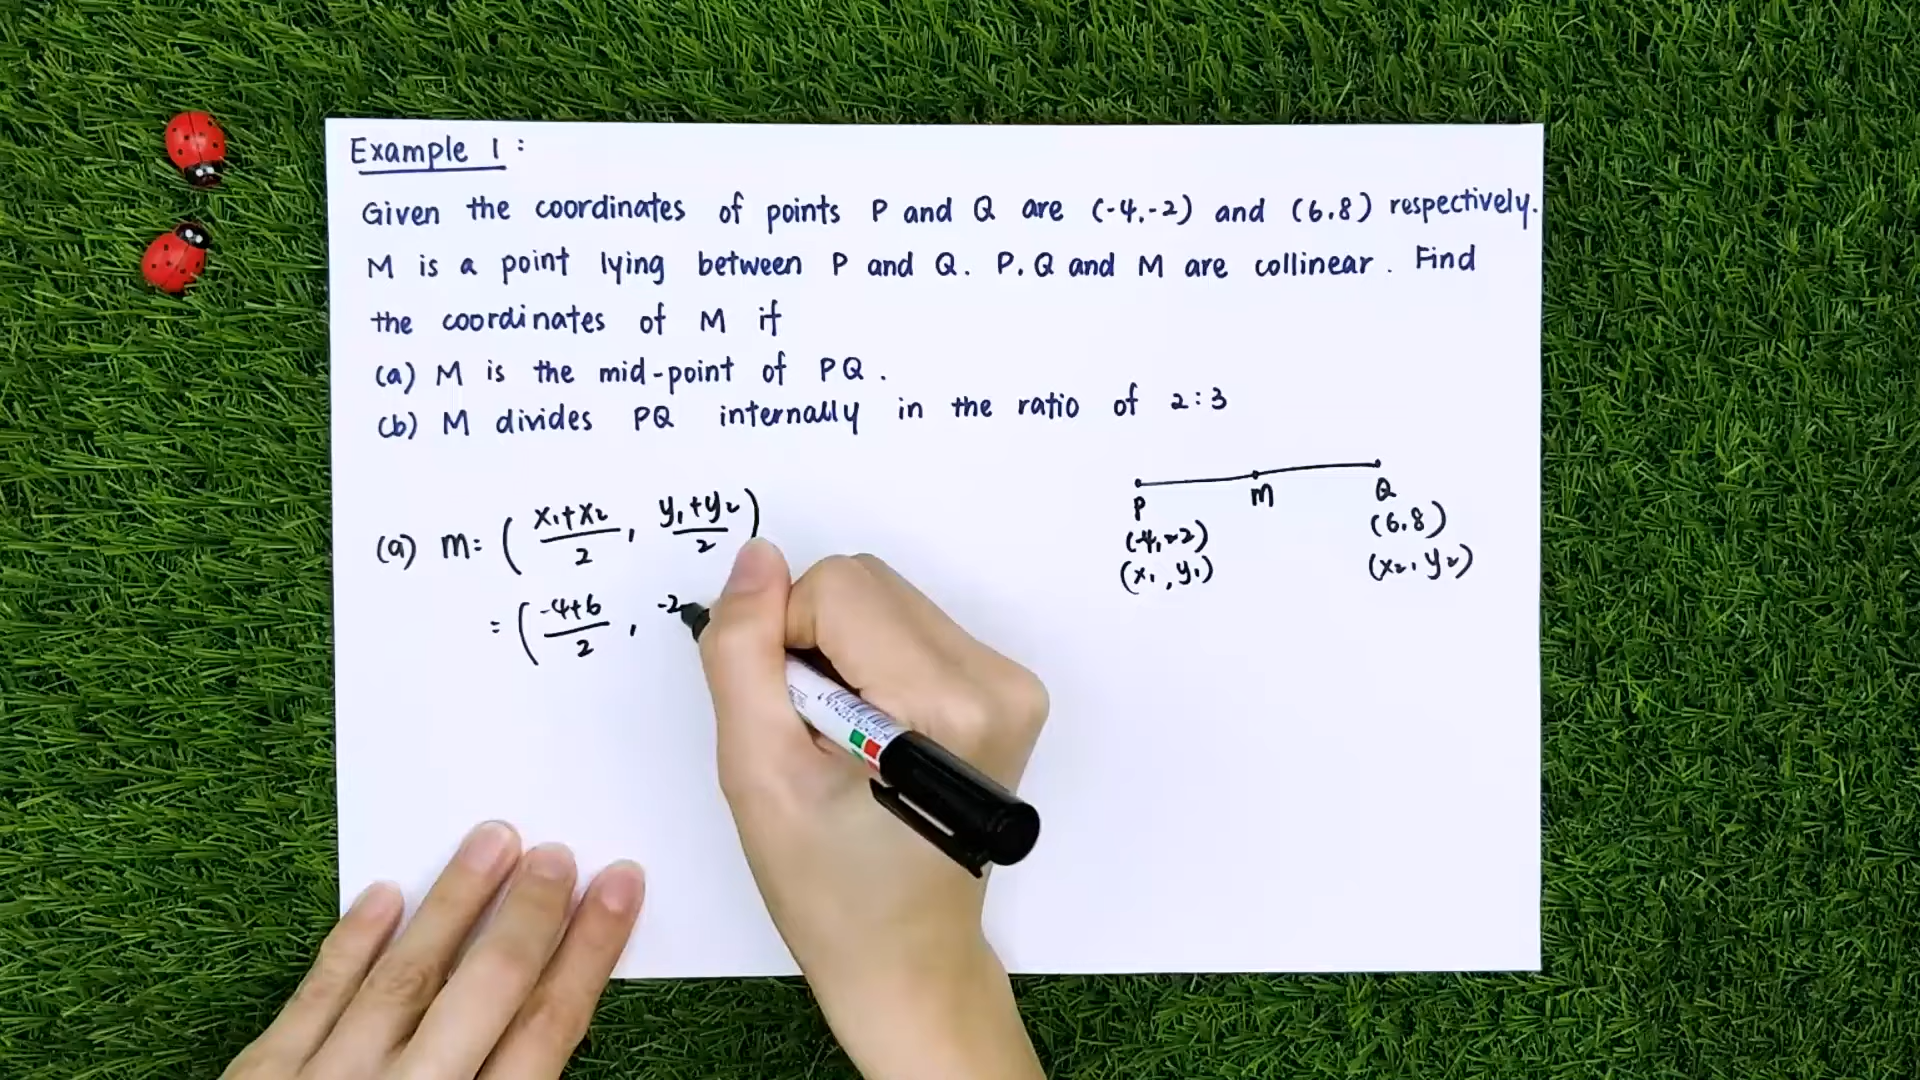 Example 1:
Given the coordinates of points P and Q are (-4,-2) and (6,8) respectively.
M is a point lying between P and Q. P, Q and M are collinear. Find
the coordinates of M if
(a) M is the mid-point of PQ.
(b) M divides PQ internally in the ratio of 2:3
(a) M = ( x₁+x₂ / 2 , y₁+y₂ / 2 )
= ( -4+6 / 2 , -2
P M Q
(-4,-2) (6,8)
(x₁, y₁) (x₂, y₂)